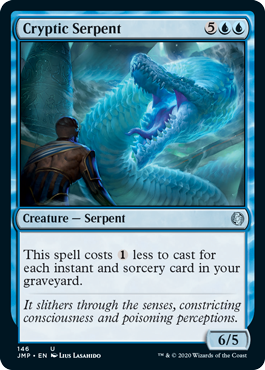 Cryptic Serpent 5
Creature — Serpent
This spell costs 1 less to cast for
each instant and sorcery card in your
graveyard.
It slithers through the senses, constricting
consciousness and poisoning perceptions.
6/5
146 U
JMP • EN LIUS LASAHIDO ™ & © 2020 Wizards of the Coast